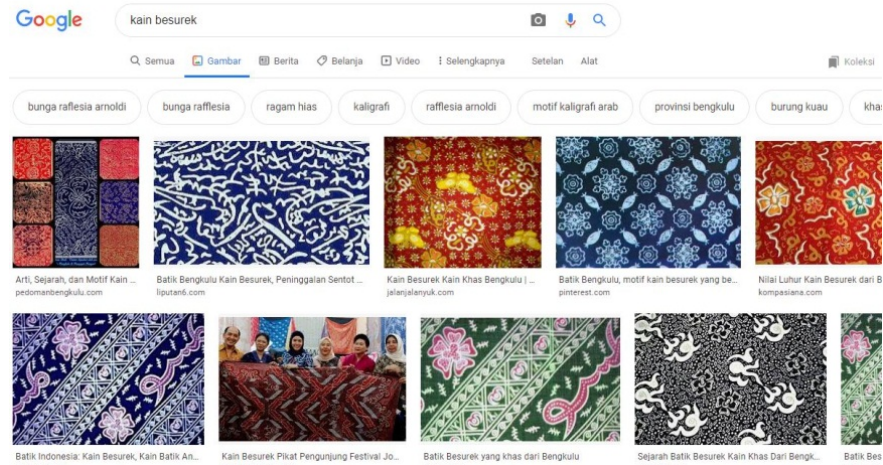 Google
kain besurek
Semua Gambar Berita Belanja Video Selengkapnya Setelan Alat Koleksi
bunga raflesia arnoldi bunga rafflesia ragam hias kaligrafi rafflesia arnoldi motif kaligrafi arab provinsi bengkulu burung kuau khas
Arti, Sejarah, dan Motif Kain ... Batik Bengkulu Kain Besurek, Peninggalan Sentot ... Kain Besurek Kain Khas Bengkulu | ... Batik Bengkulu, motif kain besurek yang be... Nilai Luhur Kain Besurek dari B
pedomanbengkulu.com liputan6.com jalanjalanyuk.com pinterest.com kompasiana.com
Batik Indonesia: Kain Besurek, Kain Batik An... Kain Besurek Pikat Pengunjung Festival Jo... Batik Besurek yang khas dari Bengkulu Sejarah Batik Besurek Kain Khas Dari Bengk... Batik Bes